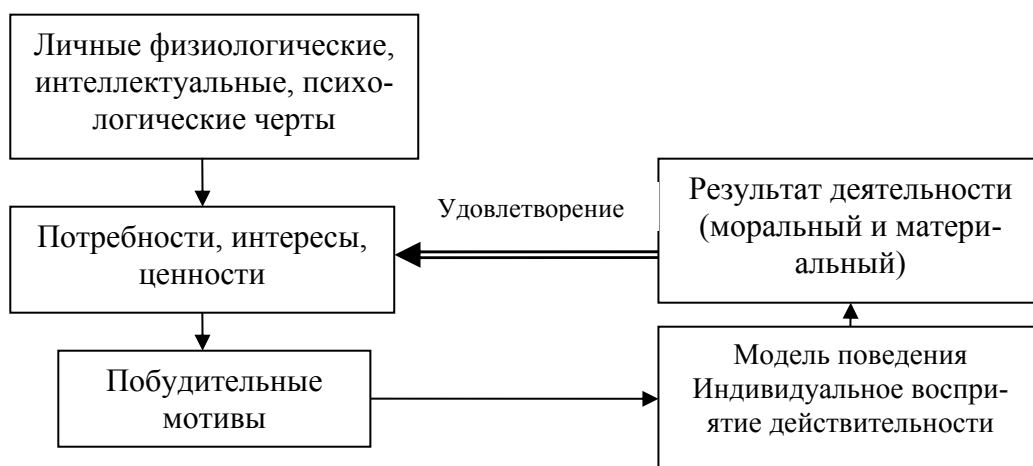 Личные физиологические,
интеллектуальные, психо-
логические черты
Потребности, интересы,
ценности
Побудительные
мотивы
Удовлетворение
Результат деятельности
(моральный и матери-
альный)
Модель поведения
Индивидуальное воспри-
ятие действительности